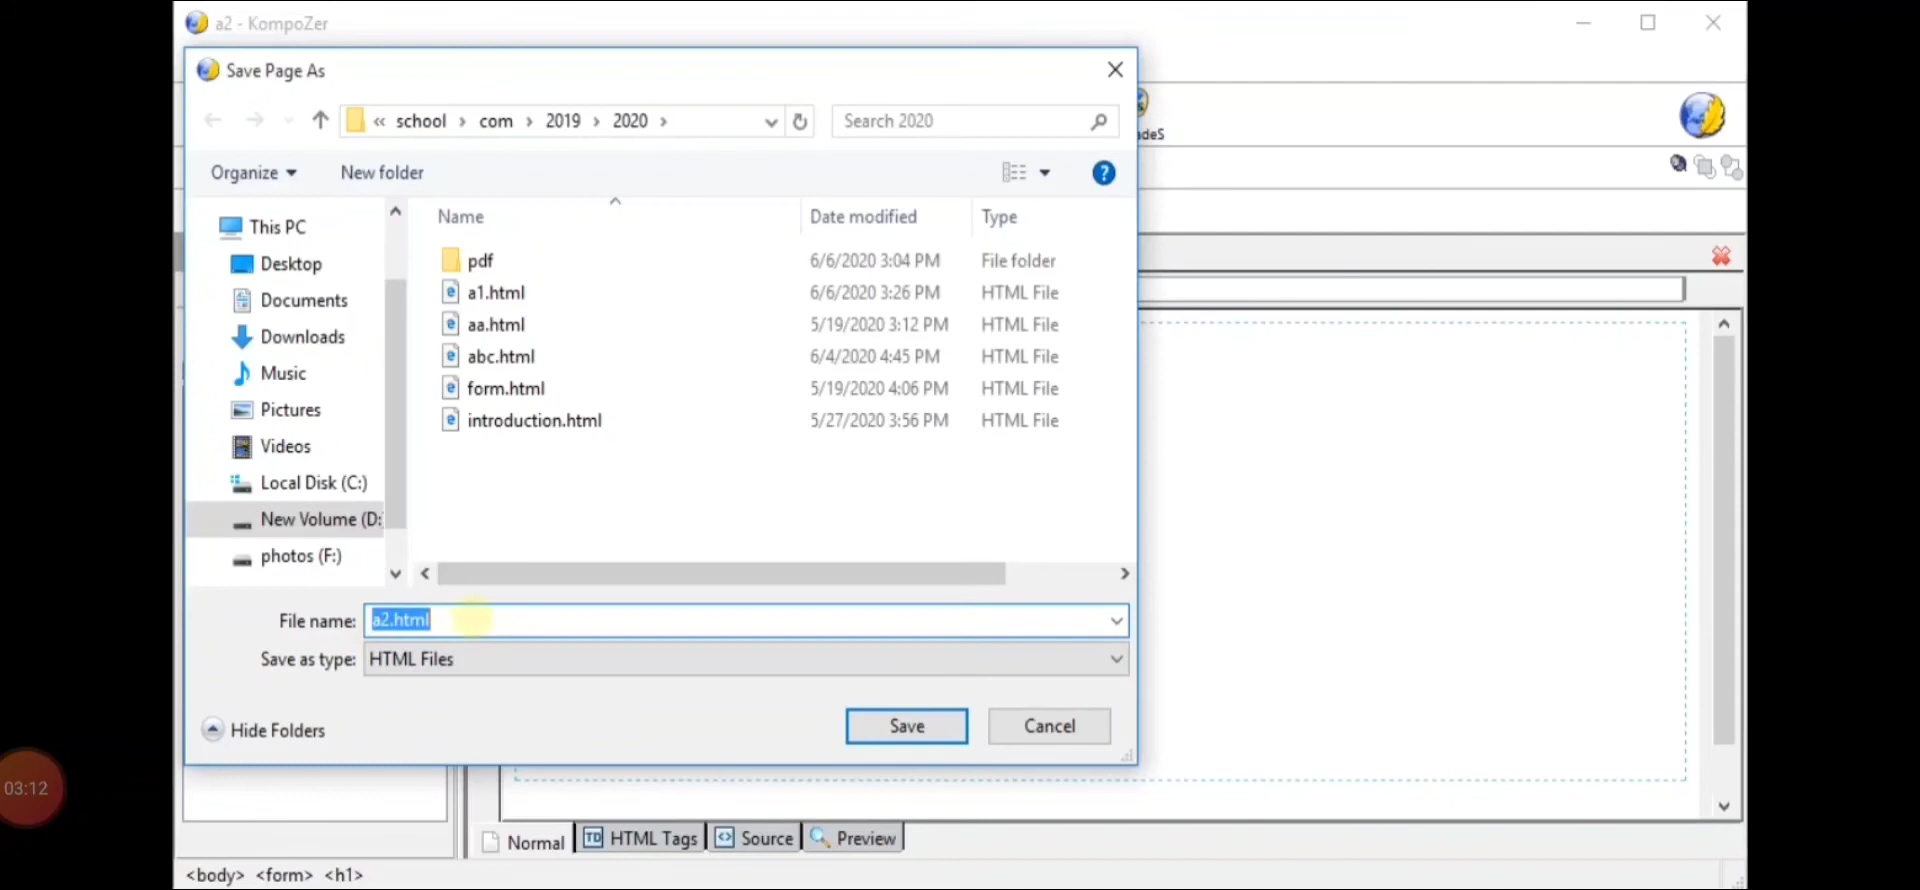 a2 - KompoZer
Save Page As
« school › com › 2019 › 2020 ›
Search 2020
adeS
Organize
New folder
This PC
Desktop
Documents
Downloads
Music
Pictures
Videos
Local Disk (C:)
New Volume (D:
photos (F:)
Name Date modified Type
pdf 6/6/2020 3:04 PM File folder
a1.html 6/6/2020 3:26 PM HTML File
aa.html 5/19/2020 3:12 PM HTML File
abc.html 6/4/2020 4:45 PM HTML File
form.html 5/19/2020 4:06 PM HTML File
introduction.html 5/27/2020 3:56 PM HTML File
File name: a2.html
Save as type: HTML Files
Hide Folders
Save
Cancel
03:12
Normal HTML Tags Source Preview
<body> <form> <h1>